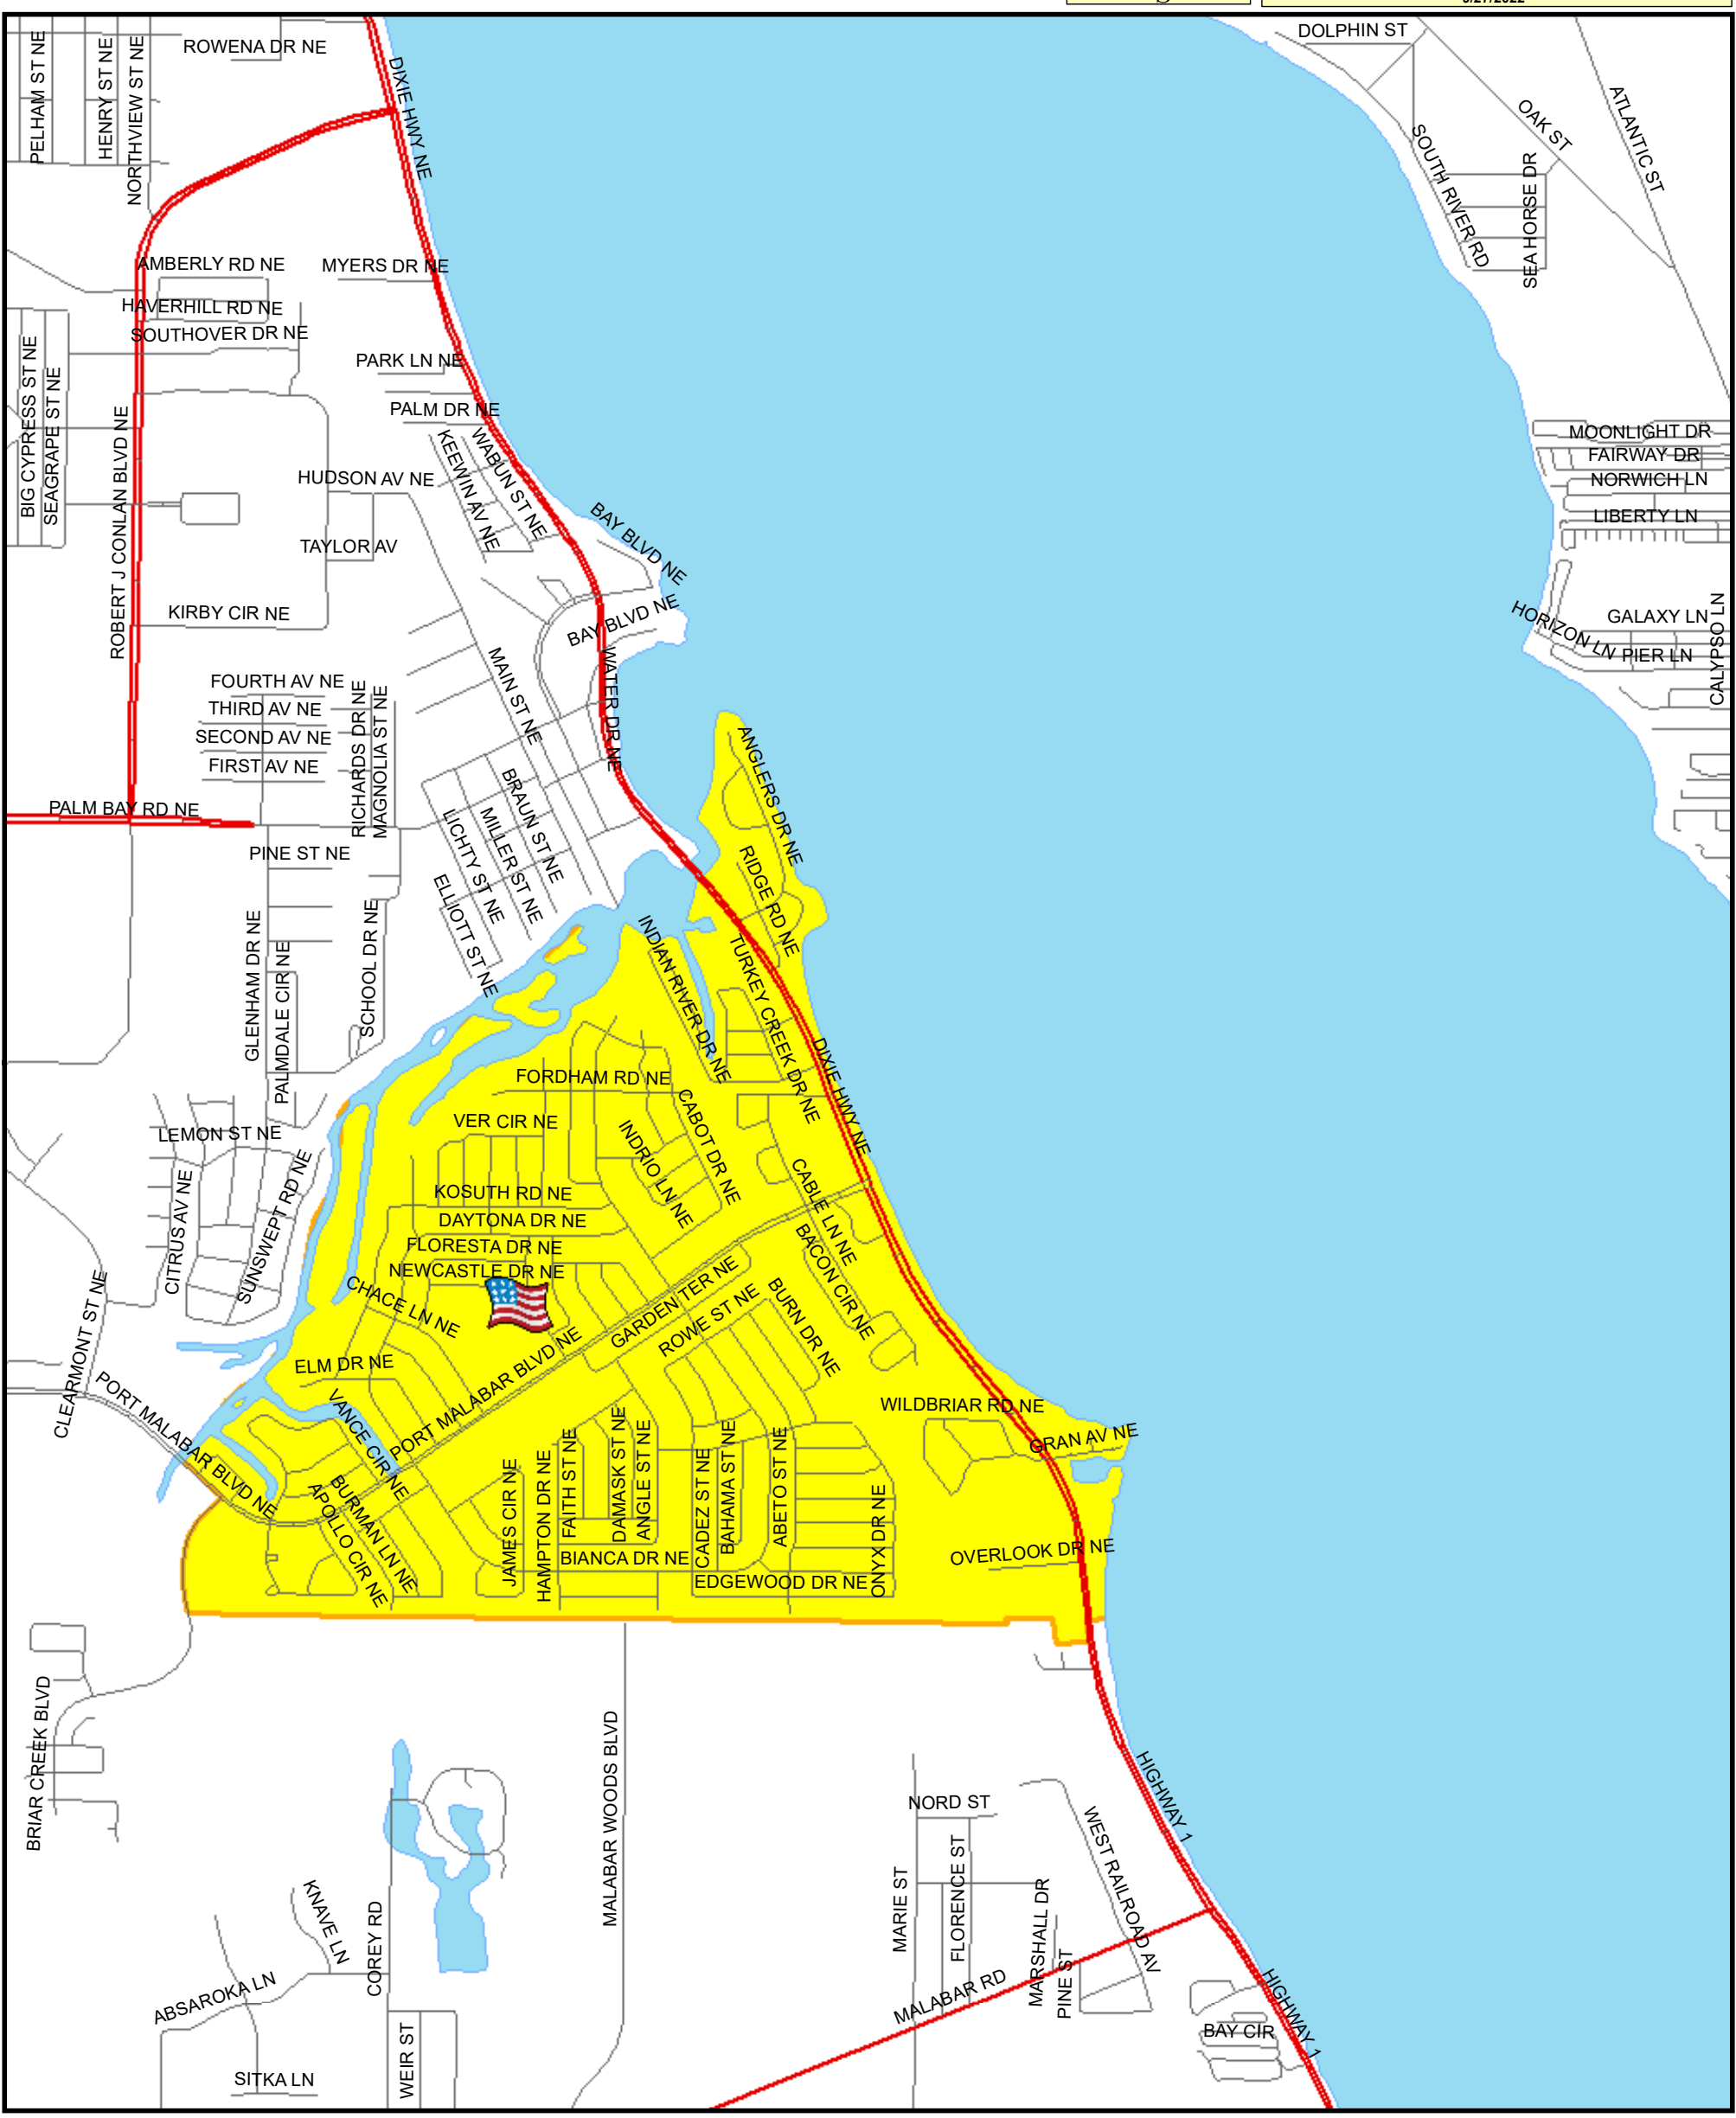 DOLPHIN ST
ROWENA DR NE
PELHAM ST NE
HENRY ST NE
NORTHVIEW ST NE
DIXIE HWY NE
OAK ST
ATLANTIC ST
SOUTH RIVER RD
SEA HORSE DR
AMBERLY RD NE
MYERS DR NE
HAVERHILL RD NE
SOUTHOVER DR NE
BIG CYPRESS ST NE
SEAGRAPE ST NE
PARK LN NE
PALM DR NE
ROBERT J CONLAN BLVD NE
KEEWIN AV NE
WABUN ST NE
MOONLIGHT DR
FAIRWAY DR
NORWICH LN
LIBERTY LN
HUDSON AV NE
TAYLOR AV
BAY BLVD NE
KIRBY CIR NE
BAY BLVD NE
HORIZON LN
GALAXY LN
PIER LN
CALYPSO LN
MAIN ST NE
WATER DR NE
FOURTH AV NE
THIRD AV NE
SECOND AV NE
FIRST AV NE
RICHARDS DR NE
MAGNOLIA ST NE
ANGLERS DR NE
PALM BAY RD NE
BRAUN ST NE
MILLER ST NE
LICHTY ST NE
ELLIOTT ST NE
PINE ST NE
RIDGE RD NE
GLENHAM DR NE
PALMDALE CIR NE
SCHOOL DR NE
INDIAN RIVER DR NE
TURKEY CREEK DR NE
DIXIE HWY NE
FORDHAM RD NE
VER CIR NE
CABOT DR NE
INDRIO LN NE
LEMON ST NE
CITRUS AV NE
SUNSWEPT RD NE
KOSUTH RD NE
DAYTONA DR NE
FLORESTA DR NE
NEWCASTLE DR NE
CABLE LN NE
BACON CIR NE
CHACE LN NE
GARDEN TER NE
ROWE ST NE
BURN DR NE
CLEARMONT ST NE
ELM DR NE
PORT MALABAR BLVD NE
PORT MALABAR BLVD NE
VANCE CIR NE
WILDBRIAR RD NE
GRAN AV NE
BURMAN LN NE
APOLLO CIR NE
JAMES CIR NE
HAMPTON DR NE
FAITH ST NE
DAMASK ST NE
ANGLE ST NE
CADEZ ST NE
BAHAMA ST NE
ABETO ST NE
ONYX DR NE
BIANCA DR NE
EDGEWOOD DR NE
OVERLOOK DR NE
BRIAR CREEK BLVD
MALABAR WOODS BLVD
HIGHWAY 1
NORD ST
MARIE ST
FLORENCE ST
WEST RAILROAD AV
MARSHALL DR
PINE ST
KNAVE LN
COREY RD
ABSAROKA LN
MALABAR RD
HIGHWAY 1
BAY CIR
WEIR ST
SITKA LN